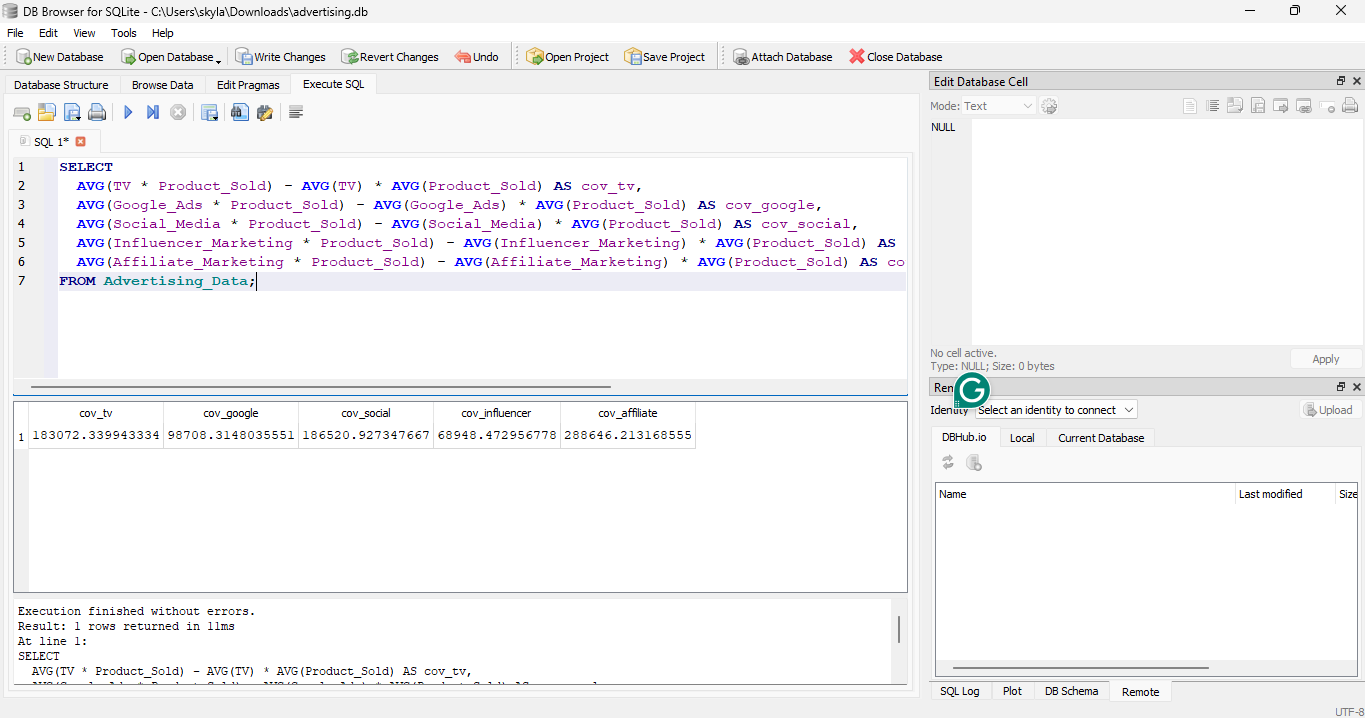 DB Browser for SQLite - C:\Users\skyla\Downloads\advertising.db
File Edit View Tools Help
New Database Open Database Write Changes Revert Changes Undo Open Project Save Project Attach Database Close Database
Database Structure Browse Data Edit Pragmas Execute SQL
SQL 1*
1 SELECT
2 AVG(TV * Product_Sold) - AVG(TV) * AVG(Product_Sold) AS cov_tv,
3 AVG(Google_Ads * Product_Sold) - AVG(Google_Ads) * AVG(Product_Sold) AS cov_google,
4 AVG(Social_Media * Product_Sold) - AVG(Social_Media) * AVG(Product_Sold) AS cov_social,
5 AVG(Influencer_Marketing * Product_Sold) - AVG(Influencer_Marketing) * AVG(Product_Sold) AS
6 AVG(Affiliate_Marketing * Product_Sold) - AVG(Affiliate_Marketing) * AVG(Product_Sold) AS co
7 FROM Advertising_Data;
cov_tv cov_google cov_social cov_influencer cov_affiliate
1 183072.339943334 98708.3148035551 186520.927347667 68948.472956778 288646.213168555
Execution finished without errors.
Result: 1 rows returned in 11ms
At line 1:
SELECT
AVG(TV * Product_Sold) - AVG(TV) * AVG(Product_Sold) AS cov_tv,
Edit Database Cell
Mode: Text
NULL
No cell active.
Type: NULL; Size: 0 bytes
Apply
Identity Select an identity to connect Upload
DBHub.io Local Current Database
Name Last modified Size
SQL Log Plot DB Schema Remote
UTF-8